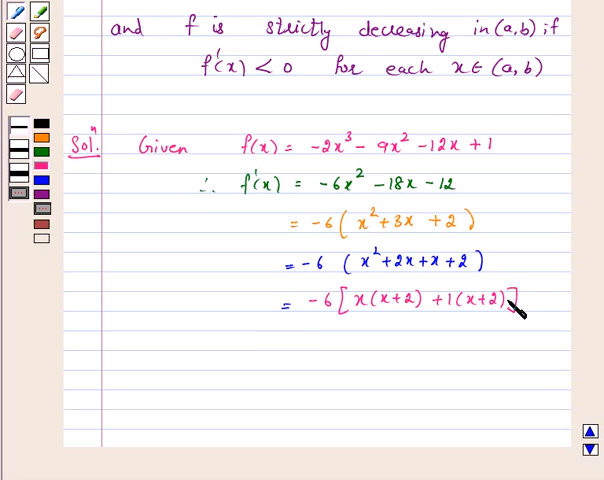 and f is strictly decreasing in (a,b) if
f'(x) < 0 for each x ∈ (a, b)
Solⁿ. Given f(x) = -2x³ - 9x² - 12x + 1
∴ f'(x) = -6x² - 18x - 12
= -6 ( x² + 3x + 2 )
= -6 ( x² + 2x + x + 2 )
= -6 [ x(x+2) + 1(x+2) ]